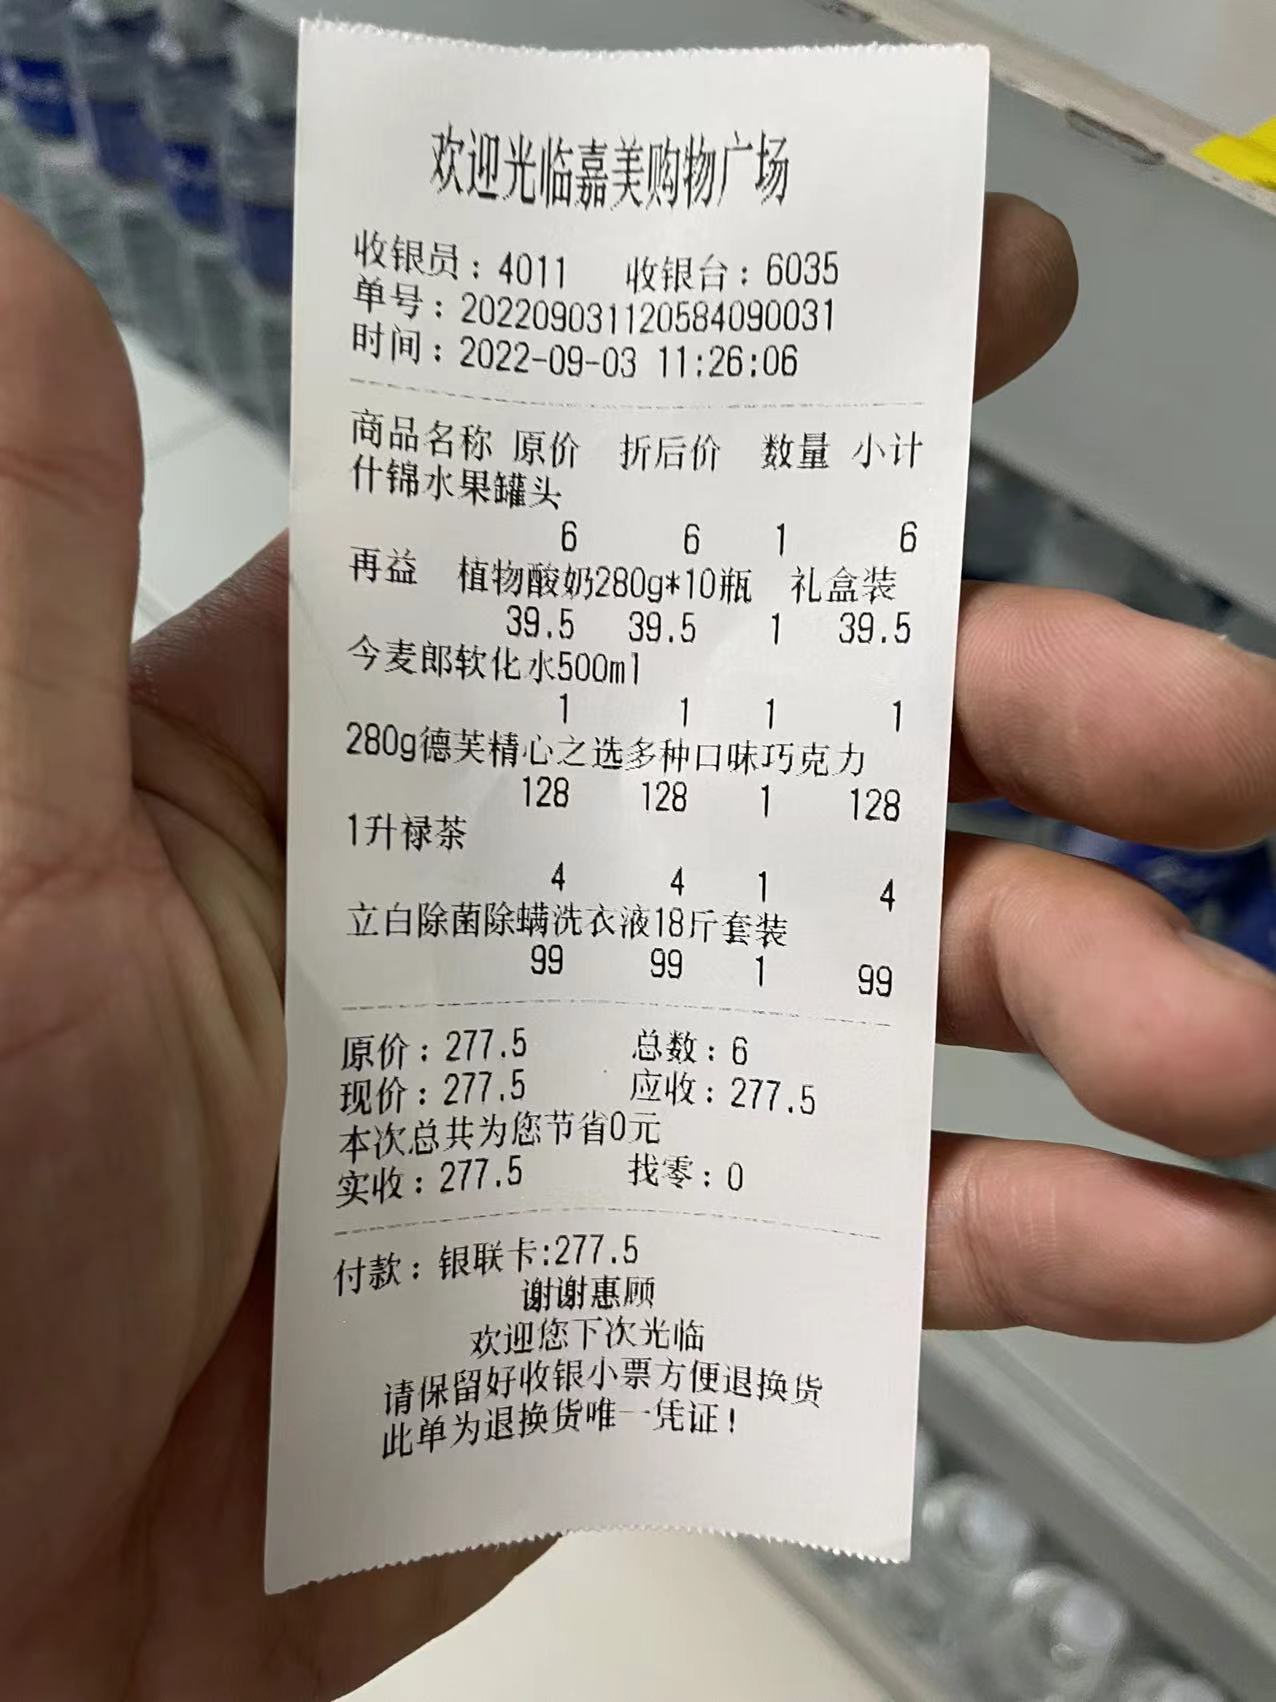 欢迎光临嘉美购物广场
收银员：4011 收银台：6035
单号：202209031120584090031
时间：2022-09-03 11:26:06
商品名称 原价 折后价 数量 小计
什锦水果罐头
6 6 1 6
再益 植物酸奶280g*10瓶 礼盒装
39.5 39.5 1 39.5
今麦郎软化水500ml
1 1 1 1
280g德芙精心之选多种口味巧克力
128 128 1 128
1升禄茶
4 4 1 4
立白除菌除螨洗衣液18斤套装
99 99 1 99
原价：277.5 总数：6
现价：277.5 应收：277.5
本次总共为您节省0元
实收：277.5 找零：0
付款：银联卡:277.5
谢谢惠顾
欢迎您下次光临
请保留好收银小票方便退换货
此单为退换货唯一凭证！